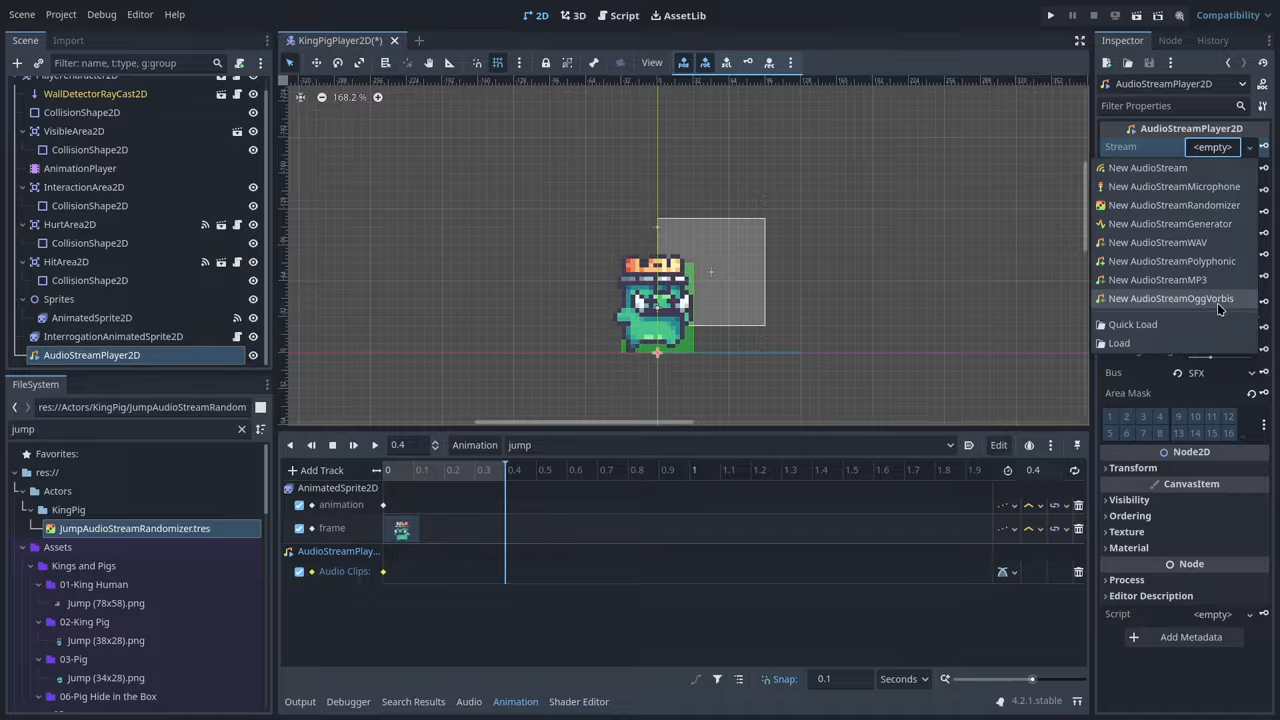 Scene Project Debug Editor Help
2D 3D Script AssetLib
Compatibility
Scene Import
Filter: name, t:type, g:group
WallDetectorRayCast2D
CollisionShape2D
VisibleArea2D
CollisionShape2D
AnimationPlayer
InteractionArea2D
CollisionShape2D
HurtArea2D
CollisionShape2D
HitArea2D
CollisionShape2D
Sprites
AnimatedSprite2D
InterrogationAnimatedSprite2D
AudioStreamPlayer2D
FileSystem
res://Actors/KingPig/JumpAudioStreamRandom
jump
Favorites:
res://
Actors
KingPig
JumpAudioStreamRandomizer.tres
Assets
Kings and Pigs
01-King Human
Jump (78x58).png
02-King Pig
Jump (38x28).png
03-Pig
Jump (34x28).png
06-Pig Hide in the Box
KingPigPlayer2D(*)
View
168.2 %
0.4 Animation jump Edit
Add Track 0 0.1 0.2 0.3 0.4 0.5 0.6 0.7 0.8 0.9 1 1.1 1.2 1.3 1.4 1.5 1.6 1.7 1.8 1.9 0.4
AnimatedSprite2D
animation
frame
AudioStreamPlay...
Audio Clips:
Snap: 0.1 Seconds
Output Debugger Search Results Audio Animation Shader Editor 4.2.1.stable
Inspector Node History
AudioStreamPlayer2D
Filter Properties
AudioStreamPlayer2D
Stream <empty>
New AudioStream
New AudioStreamMicrophone
New AudioStreamRandomizer
New AudioStreamGenerator
New AudioStreamWAV
New AudioStreamPolyphonic
New AudioStreamMP3
New AudioStreamOggVorbis
Quick Load
Load
Bus SFX
Area Mask
1 2 3 4 9 10 11 12
5 6 7 8 13 14 15 16
Node2D
Transform
CanvasItem
Visibility
Ordering
Texture
Material
Node
Process
Editor Description
Script <empty>
Add Metadata